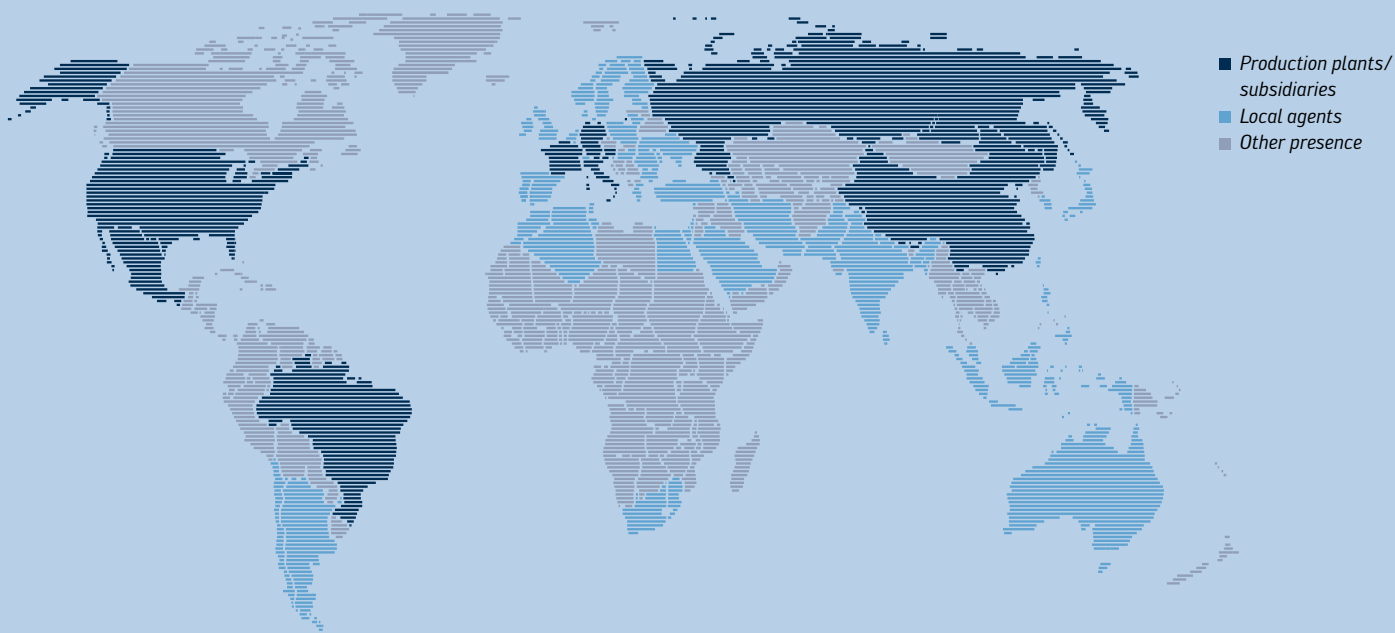 Production plants/
subsidiaries
Local agents
Other presence